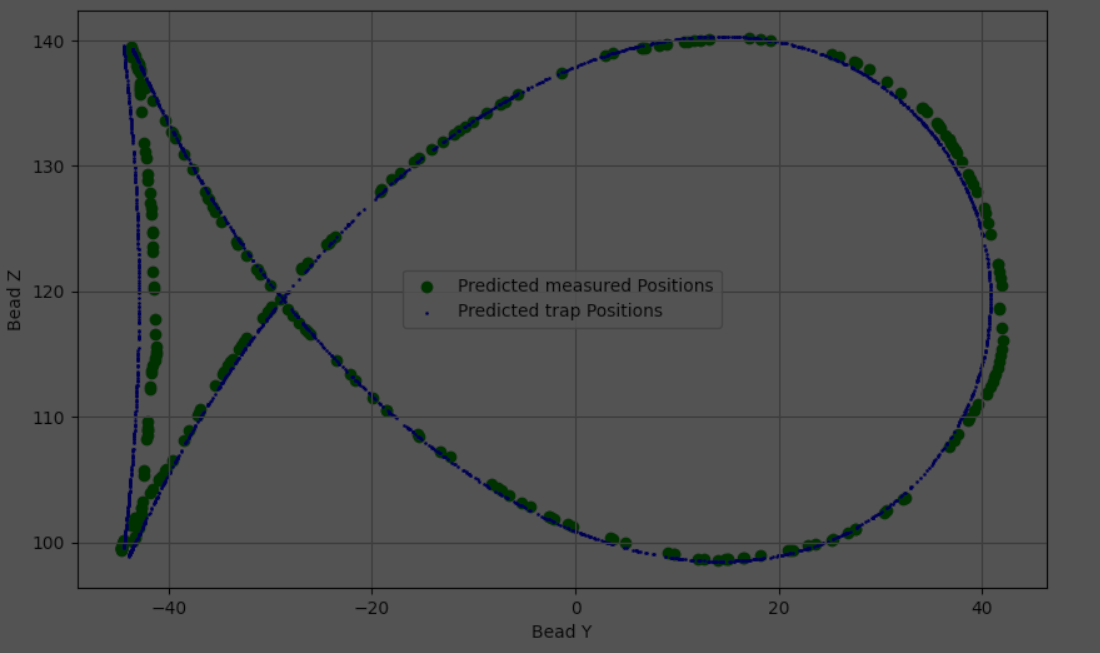 140
130
120
110
100
Bead Z
Predicted measured Positions
Predicted trap Positions
−40
−20
0
20
40
Bead Y